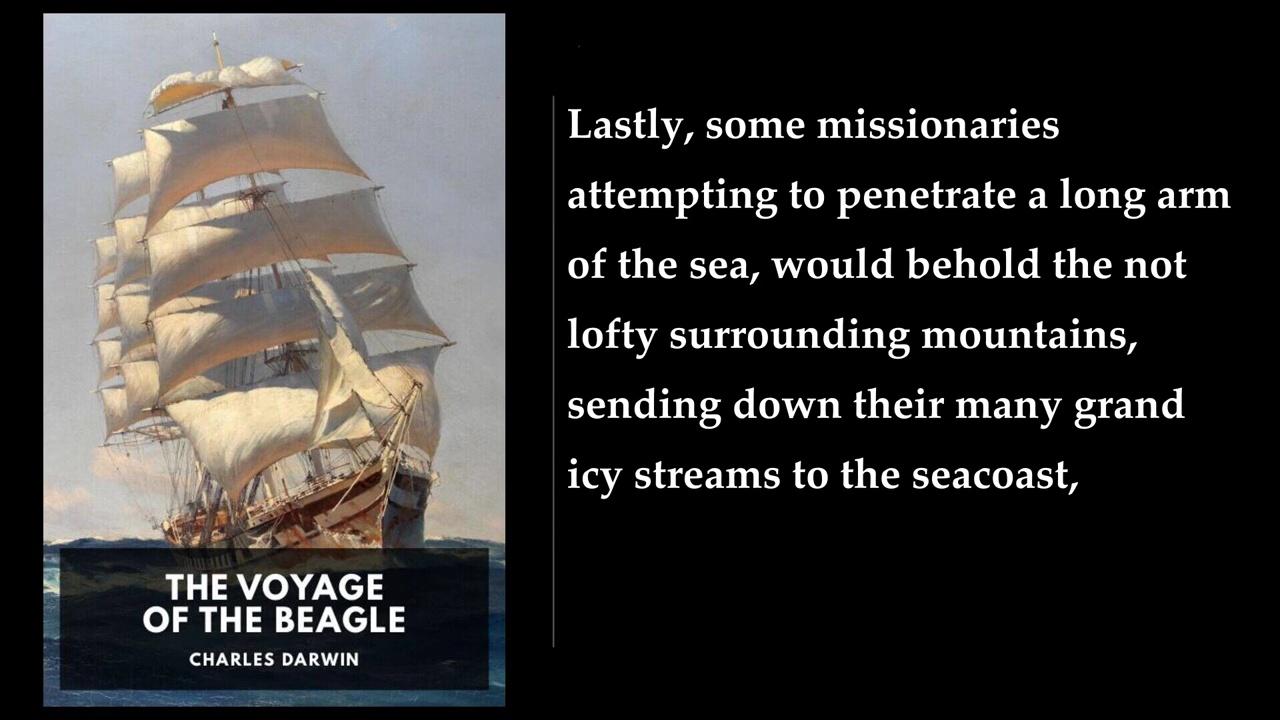 THE VOYAGE
OF THE BEAGLE
CHARLES DARWIN
Lastly, some missionaries
attempting to penetrate a long arm
of the sea, would behold the not
lofty surrounding mountains,
sending down their many grand
icy streams to the seacoast,